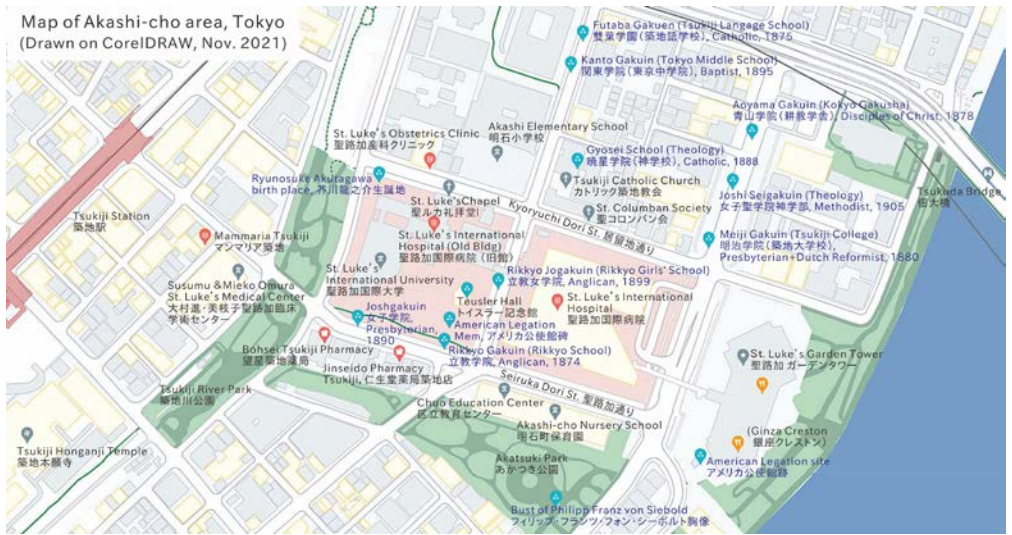 Map of Akashi-cho area, Tokyo
(Drawn on CorelDRAW, Nov. 2021)
Futaba Gakuen (Tsukiji Langage School)
雙葉学園(築地語学校), Catholic, 1875
Kanto Gakuin (Tokyo Middle School)
関東学院(東京中学院), Baptist, 1895
Aoyama Gakuin (Kokyo Gakusha)
青山学院(耕教学舎), Disciples of Christ, 1878
St. Luke's Obstetrics Clinic
聖路加産科クリニック
Akashi Elementary School
明石小学校
Gyosei School (Theology)
暁星学院(神学校), Catholic, 1888
Ryunosuke Akutagawa
birth place, 芥川龍之介生誕地
Tsukiji Catholic Church
カトリック築地教会
Joshi Seigakuin (Theology)
女子聖学院神学部, Methodist, 1905
Tsukuda Bridge
佃大橋
St. Luke'sChapel
聖ルカ礼拝堂
St. Columban Society
聖コロンバン会
Kyoryuchi Dori St. 居留地通り
Tsukiji Station
築地駅
Mammaria Tsukiji
マンマリア築地
St. Luke's International
Hospital (Old Bldg)
聖路加国際病院(旧館)
Meiji Gakuin (Tsukiji College)
明治学院(築地大学校),
Presbyterian+Dutch Reformist, 1880
St. Luke's
International University
聖路加国際大学
Rikkyo Jogakuin (Rikkyo Girls' School)
立教女学院, Anglican, 1899
Susumu &Mieko Omura
St. Luke's Medical Center
大村進・美枝子聖路加臨床
学術センター
Teusler Hall
トイスラー記念館
St. Luke's International
Hospital
聖路加国際病院
Joshgakuin
女子学院,
Presbyterian,
1890
American Legation
Mem, アメリカ公使館碑
Rikkyo Gakuin (Rikkyo School)
立教学院, Anglican, 1874
Bohsei Tsukiji Pharmacy
望星築地薬局
Jinseido Pharmacy
Tsukiji, 仁生堂薬局築地店
St. Luke's Garden Tower
聖路加 ガーデンタワー
Seiruka Dori St. 聖路加通り
Tsukiji River Park
築地川公園
Chuo Education Center
区立教育センター
Akashi-cho Nursery School
明石町保育園
(Ginza Creston
銀座クレストン)
Tsukiji Honganji Temple
築地本願寺
Akatsuki Park
あかつき公園
American Legation site
アメリカ公使館跡
Bust of Philipp Franz von Siebold
フィリップ・フランツ・フォン・シーボルト胸像